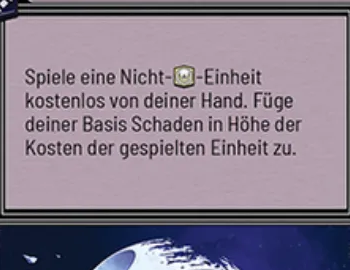 Spiele eine Nicht- -Einheit
kostenlos von deiner Hand. Füge
deiner Basis Schaden in Höhe der
Kosten der gespielten Einheit zu.